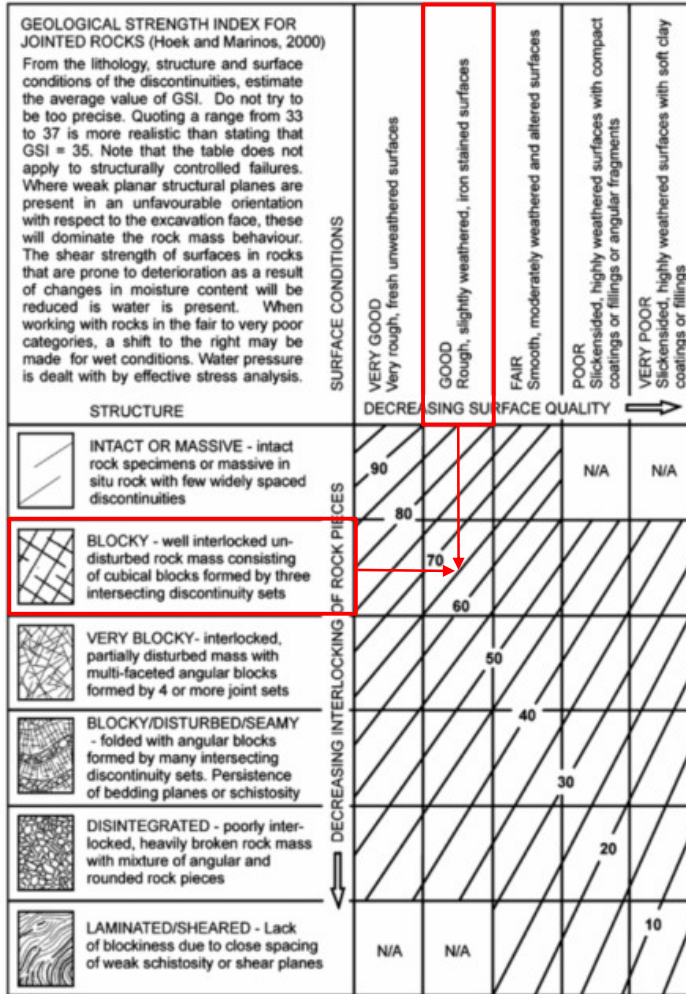 GEOLOGICAL STRENGTH INDEX FOR
JOINTED ROCKS (Hoek and Marinos, 2000)
From the lithology, structure and surface
conditions of the discontinuities, estimate
the average value of GSI. Do not try to
be too precise. Quoting a range from 33
to 37 is more realistic than stating that
GSI = 35. Note that the table does not
apply to structurally controlled failures.
Where weak planar structural planes are
present in an unfavourable orientation
with respect to the excavation face, these
will dominate the rock mass behaviour.
The shear strength of surfaces in rocks
that are prone to deterioration as a result
of changes in moisture content will be
reduced is water is present. When
working with rocks in the fair to very poor
categories, a shift to the right may be
made for wet conditions. Water pressure
is dealt with by effective stress analysis.
STRUCTURE
SURFACE CONDITIONS
VERY GOOD
Very rough, fresh unweathered surfaces
GOOD
Rough, slightly weathered, iron stained surfaces
FAIR
Smooth, moderately weathered and altered surfaces
POOR
Slickensided, highly weathered surfaces with compact
coatings or fillings or angular fragments
VERY POOR
Slickensided, highly weathered surfaces with soft clay
coatings or fillings
DECREASING SURFACE QUALITY
DECREASING INTERLOCKING OF ROCK PIECES
INTACT OR MASSIVE - intact
rock specimens or massive in
situ rock with few widely spaced
discontinuities
90
80
N/A
N/A
BLOCKY - well interlocked un-
disturbed rock mass consisting
of cubical blocks formed by three
intersecting discontinuity sets
70
60
VERY BLOCKY- interlocked,
partially disturbed mass with
multi-faceted angular blocks
formed by 4 or more joint sets
50
BLOCKY/DISTURBED/SEAMY
- folded with angular blocks
formed by many intersecting
discontinuity sets. Persistence
of bedding planes or schistosity
40
30
DISINTEGRATED - poorly inter-
locked, heavily broken rock mass
with mixture of angular and
rounded rock pieces
20
LAMINATED/SHEARED - Lack
of blockiness due to close spacing
of weak schistosity or shear planes
N/A
N/A
10